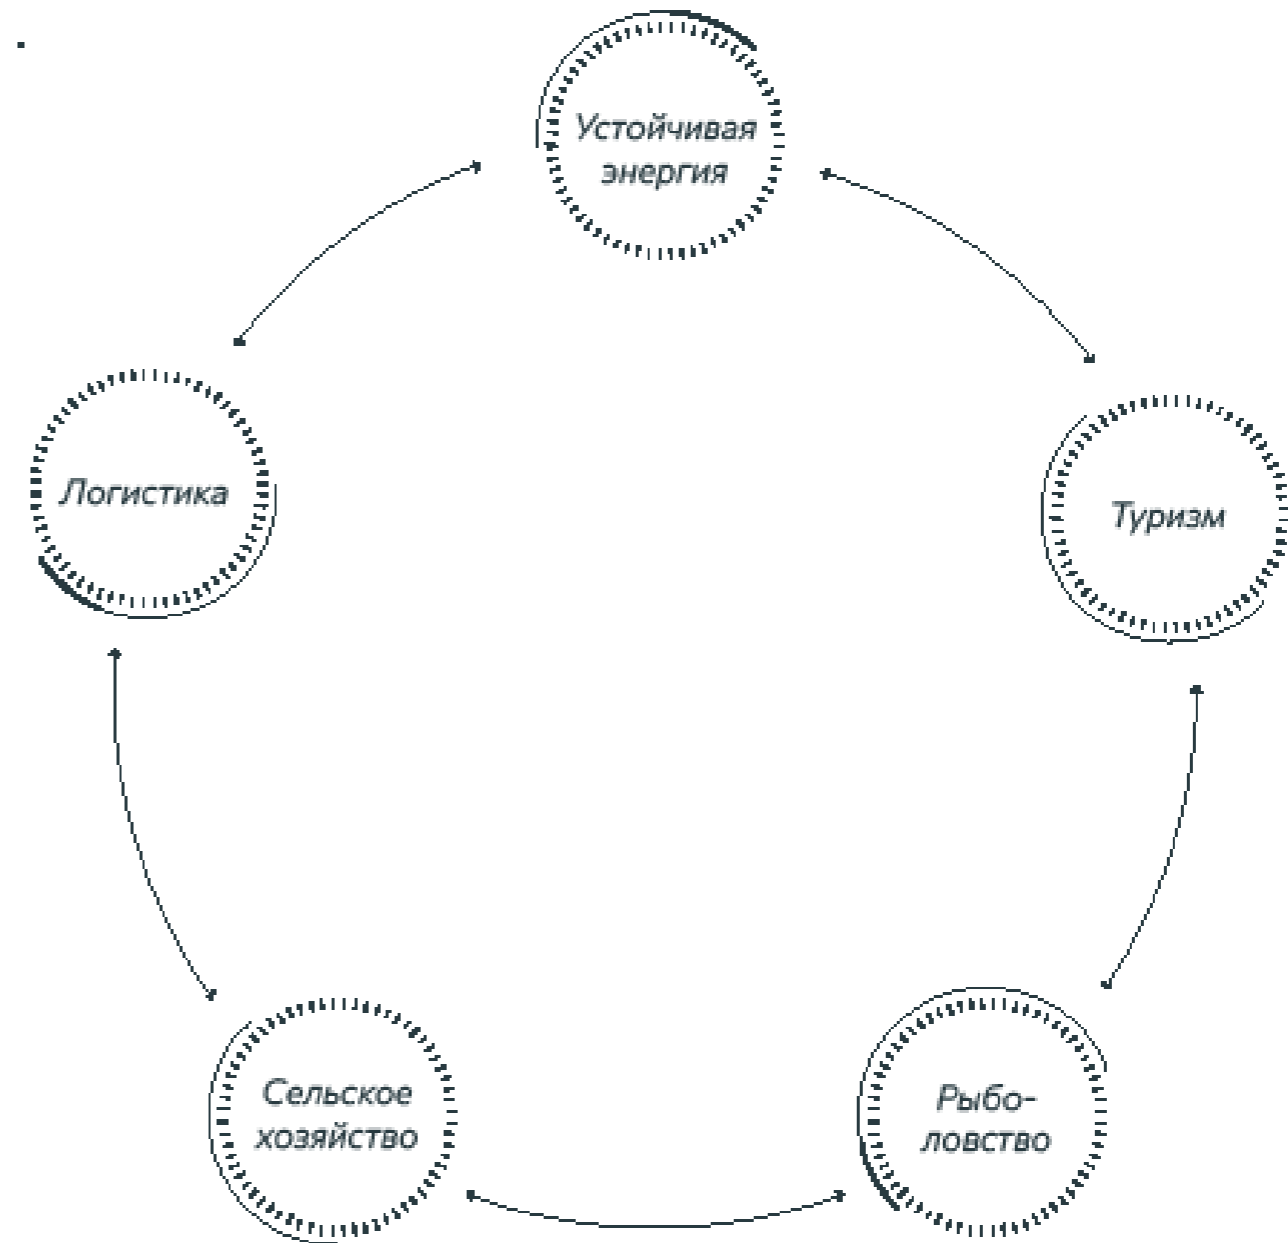 Устойчивая
энергия
Логистика
Туризм
Сельское
хозяйство
Рыбо-
ловство